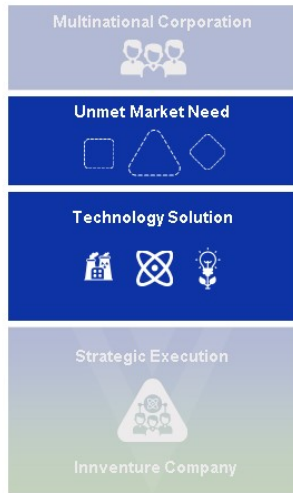 Multinational Corporation
Unmet Market Need
Technology Solution
Strategic Execution
Innventure Company